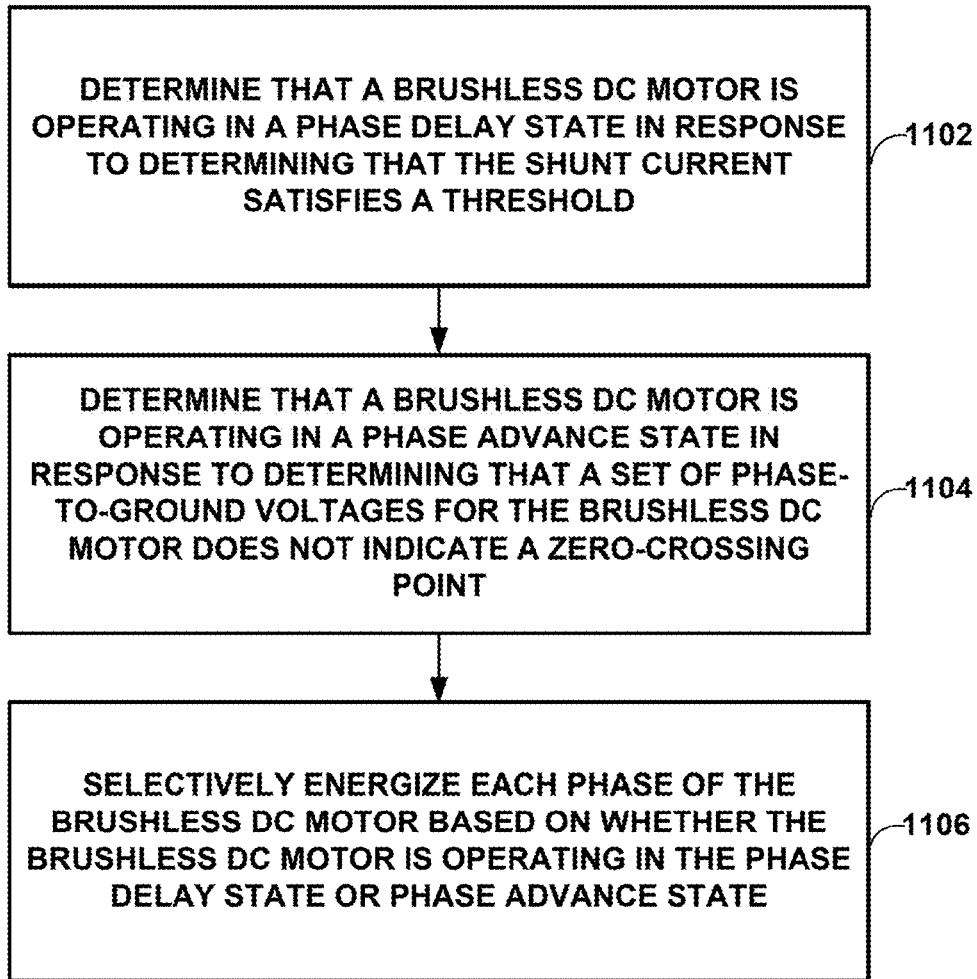 DETERMINE THAT A BRUSHLESS DC MOTOR IS
OPERATING IN A PHASE DELAY STATE IN RESPONSE
TO DETERMINING THAT THE SHUNT CURRENT
SATISFIES A THRESHOLD
1102
DETERMINE THAT A BRUSHLESS DC MOTOR IS
OPERATING IN A PHASE ADVANCE STATE IN
RESPONSE TO DETERMINING THAT A SET OF PHASE-
TO-GROUND VOLTAGES FOR THE BRUSHLESS DC
MOTOR DOES NOT INDICATE A ZERO-CROSSING
POINT
1104
SELECTIVELY ENERGIZE EACH PHASE OF THE
BRUSHLESS DC MOTOR BASED ON WHETHER THE
BRUSHLESS DC MOTOR IS OPERATING IN THE PHASE
DELAY STATE OR PHASE ADVANCE STATE
1106